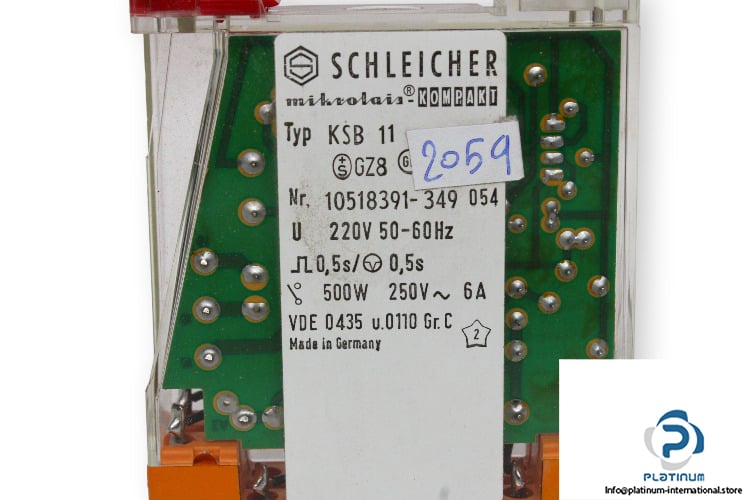 SCHLEICHER
mikrolais®-KOMPAKT
Typ KSB 11
2059
S GZ8 G
Nr. 10518391-349 054
U 220V 50-60Hz
0,5s/ 0,5s
500W 250V~ 6A
VDE 0435 u.0110 Gr.C
2
Made in Germany
PLATINUM
Info@platinum-international.store